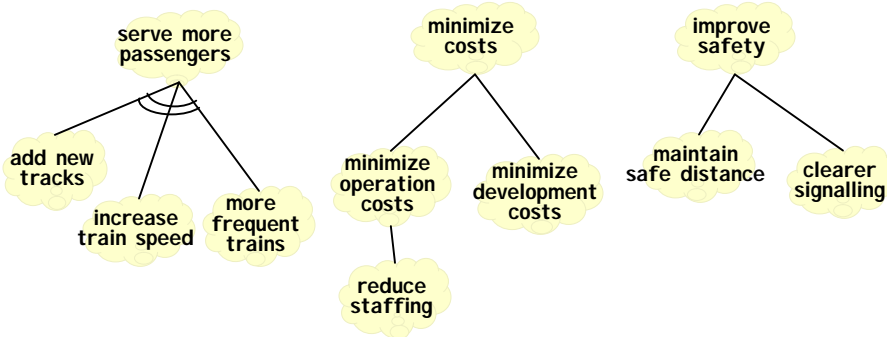 serve more
passengers
minimize
costs
improve
safety
add new
tracks
increase
train speed
more
frequent
trains
minimize
operation
costs
minimize
development
costs
reduce
staffing
maintain
safe distance
clearer
signalling